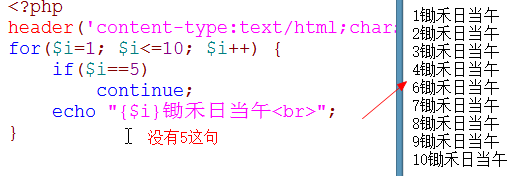 <?php
header('content-type:text/html;chara
for($i=1; $i<=10; $i++) {
if($i==5)
continue;
echo "{$i}锄禾日当午<br>";
}
没有5这句
1锄禾日当午
2锄禾日当午
3锄禾日当午
4锄禾日当午
6锄禾日当午
7锄禾日当午
8锄禾日当午
9锄禾日当午
10锄禾日当午